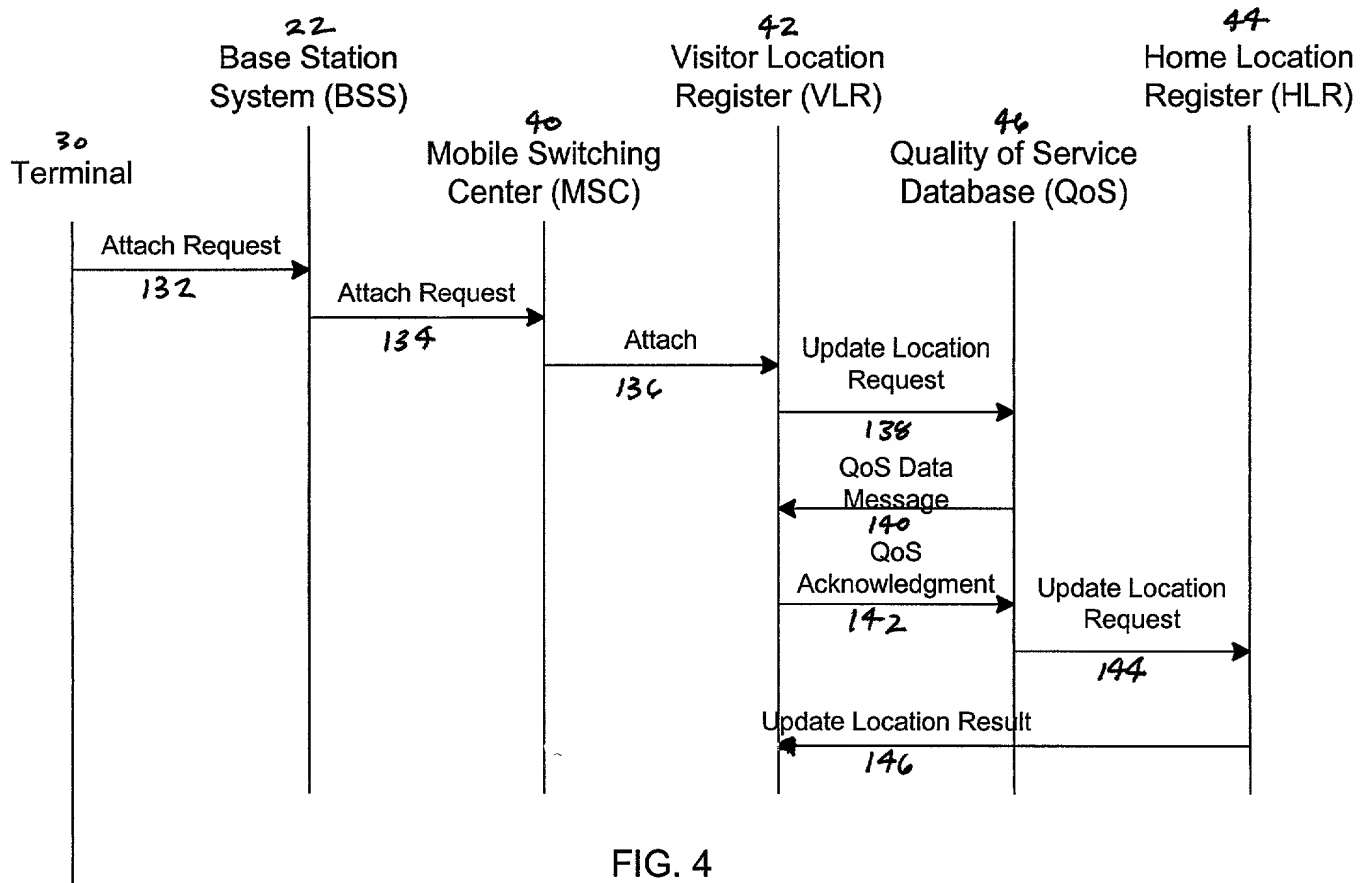 22
Base Station
System (BSS)
42
Visitor Location
Register (VLR)
44
Home Location
Register (HLR)
30
Terminal
40
Mobile Switching
Center (MSC)
46
Quality of Service
Database (QoS)
Attach Request
132
Attach Request
134
Attach
136
Update Location
Request
138
QoS Data
Message
140
QoS
Acknowledgment
142
Update Location
Request
144
Update Location Result
146
FIG. 4